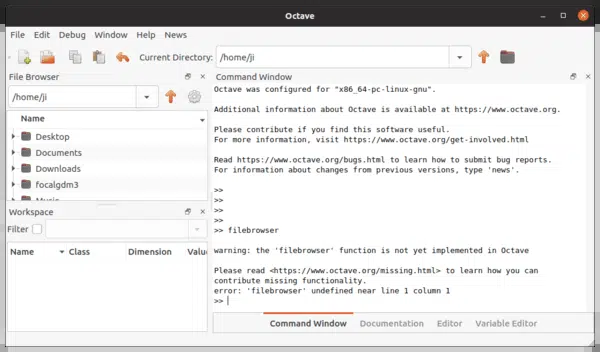 Octave
File Edit Debug Window Help News
Current Directory: /home/ji
File Browser
/home/ji
Name
Desktop
Documents
Downloads
focalgdm3
Workspace
Filter
Name Class Dimension Value
Command Window
Octave was configured for "x86_64-pc-linux-gnu".
Additional information about Octave is available at https://www.octave.org.
Please contribute if you find this software useful.
For more information, visit https://www.octave.org/get-involved.html
Read https://www.octave.org/bugs.html to learn how to submit bug reports.
For information about changes from previous versions, type 'news'.
>>
>>
>>
>>
>> filebrowser
warning: the 'filebrowser' function is not yet implemented in Octave
Please read <https://www.octave.org/missing.html> to learn how you can
contribute missing functionality.
error: 'filebrowser' undefined near line 1 column 1
>>
Command Window Documentation Editor Variable Editor